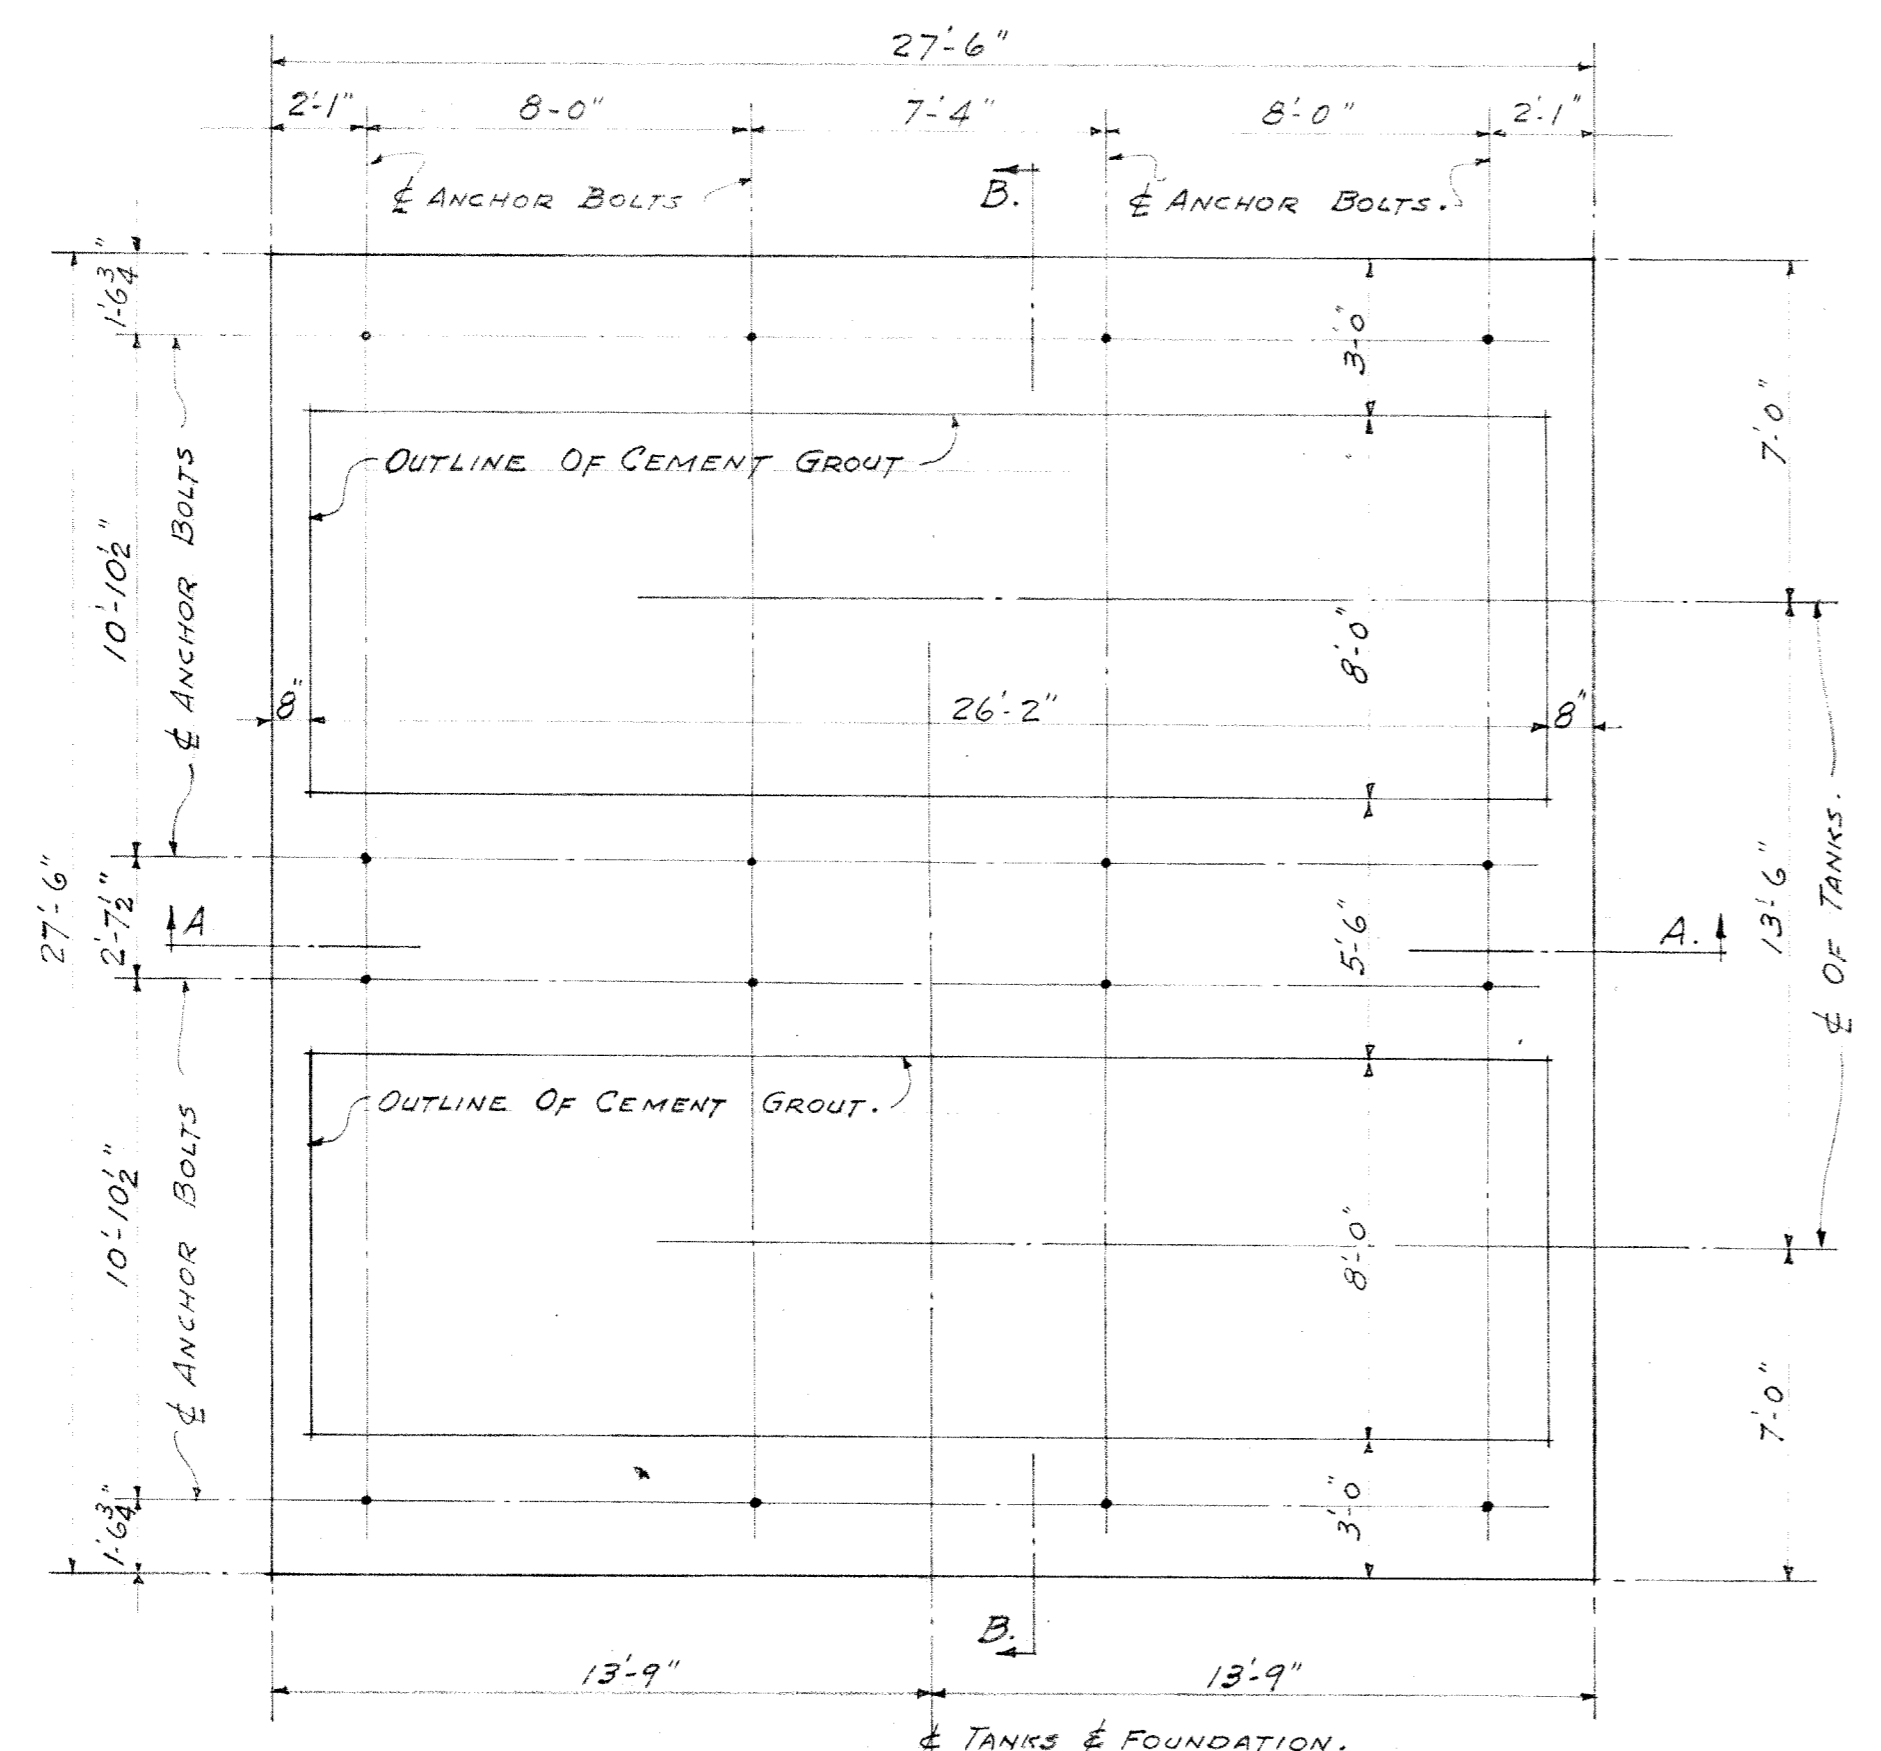 27'-6"
2'-1" 8-0" 7'-4" 8'-0" 2'-1"
℄ ANCHOR BOLTS B. ℄ ANCHOR BOLTS.
1'-6¾"
3'-0"
7'-0"
OUTLINE OF CEMENT GROUT
10'-10½"
℄ ANCHOR BOLTS
8'-0"
8" 26'-2" 8"
27'-6"
2'-7½"
A
5'-6"
A.
13'-6"
℄ OF TANKS.
OUTLINE OF CEMENT GROUT.
10'-10½"
℄ ANCHOR BOLTS
8'-0"
7'-0"
1'-6¾"
3'-0"
B.
13'-9" 13'-9"
℄ TANKS ℄ FOUNDATION.